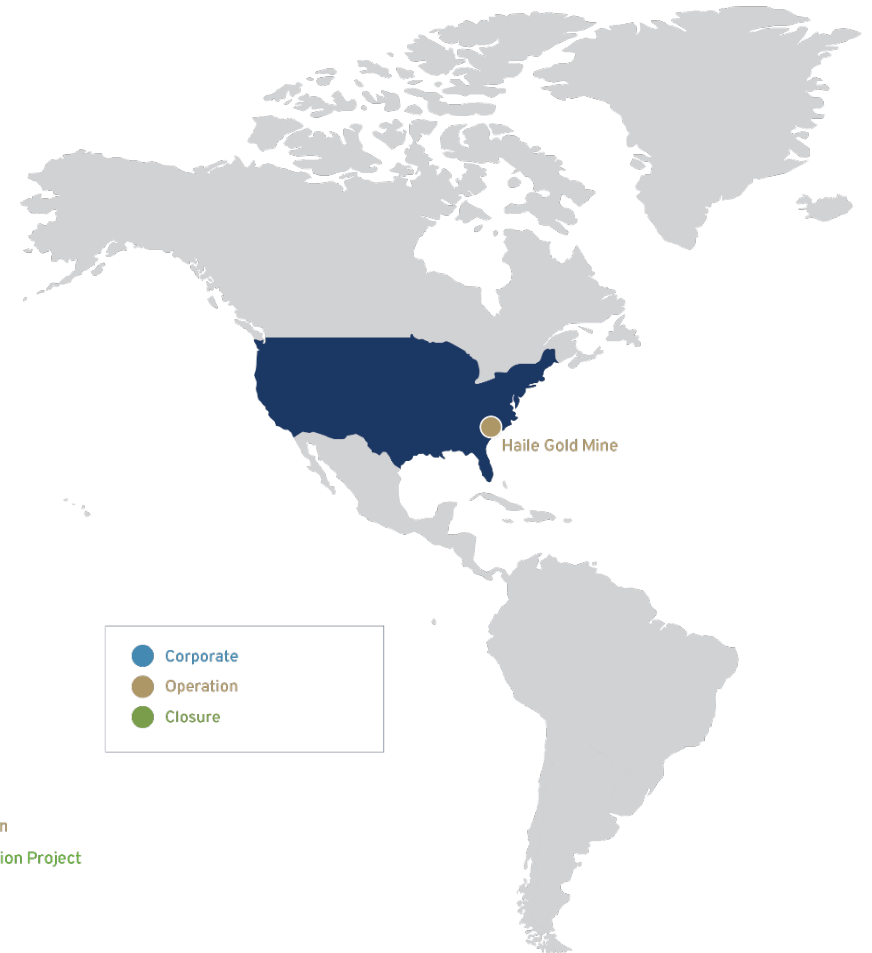 Haile Gold Mine
Corporate
Operation
Closure
n
ion Project